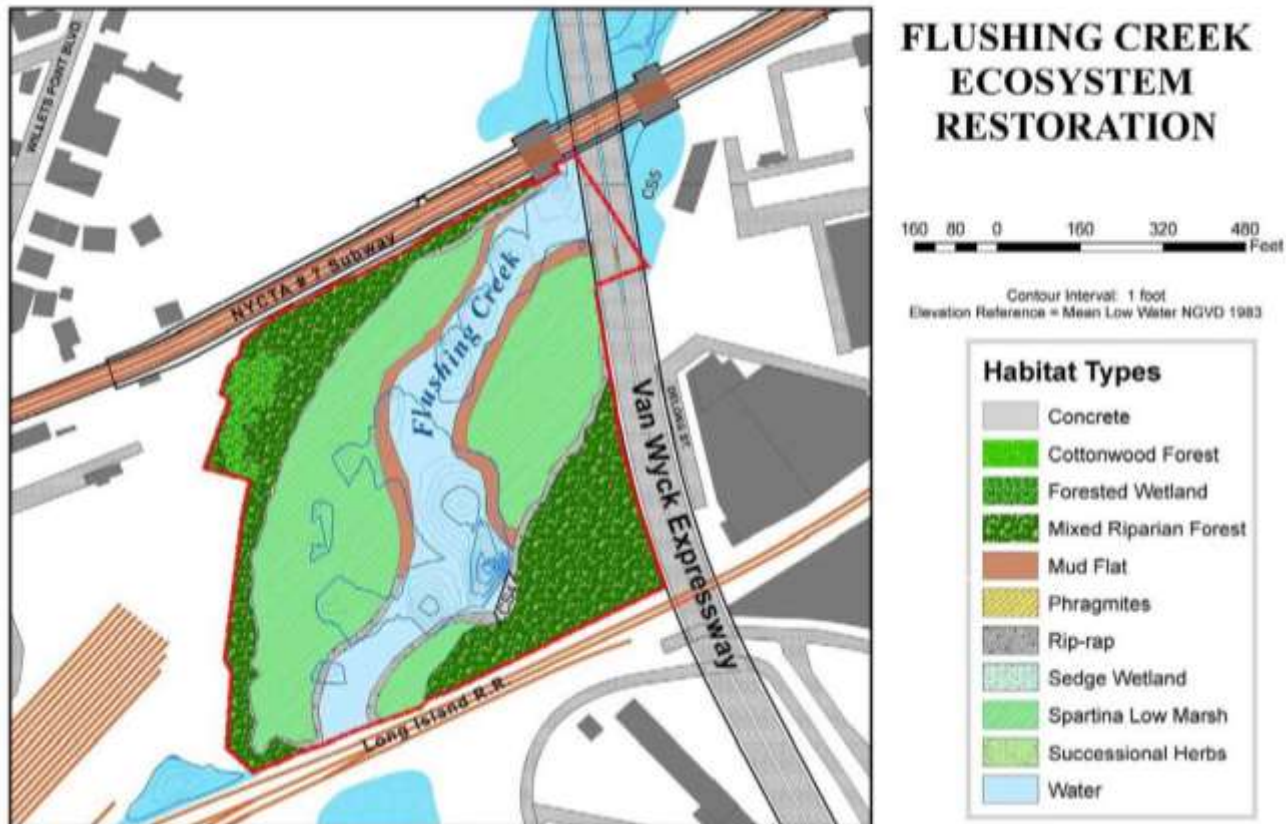 FLUSHING CREEK
ECOSYSTEM
RESTORATION
160 80 0 160 320 480
Feet
Contour Interval: 1 foot
Elevation Reference = Mean Low Water NGVD 1983
Habitat Types
Concrete
Cottonwood Forest
Forested Wetland
Mixed Riparian Forest
Mud Flat
Phragmites
Rip-rap
Sedge Wetland
Spartina Low Marsh
Successional Herbs
Water
WILLETS POINT BLVD
NYCTA # 7 Subway
Flushing Creek
CS5
Van Wyck Expressway
Long Island R.R.